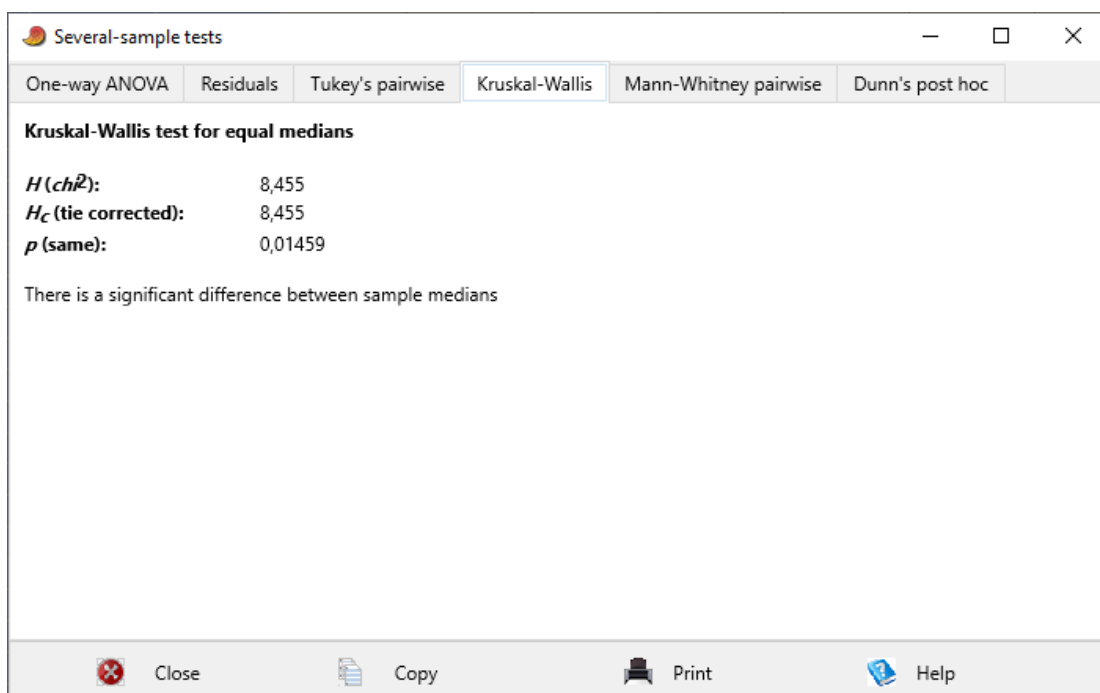 Several-sample tests
One-way ANOVA Residuals Tukey's pairwise Kruskal-Wallis Mann-Whitney pairwise Dunn's post hoc
Kruskal-Wallis test for equal medians
H (chi2): 8,455
Hc (tie corrected): 8,455
p (same): 0,01459
There is a significant difference between sample medians
Close Copy Print Help